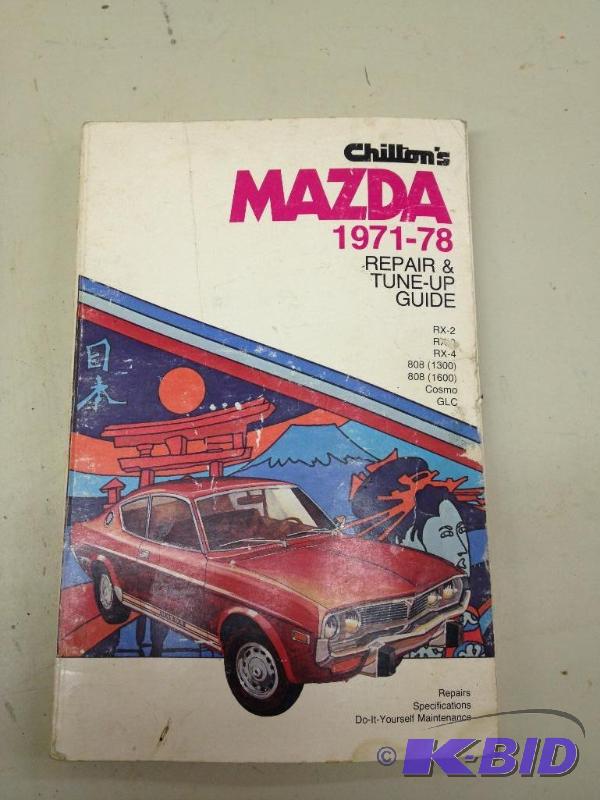 Chilton's
MAZDA
1971-78
REPAIR &
TUNE-UP
GUIDE
RX-2
RX-4
808 (1300)
808 (1600)
Cosmo
GLC
日本
Repairs
Specifications
Do-It-Yourself Maintenance
© K-BID